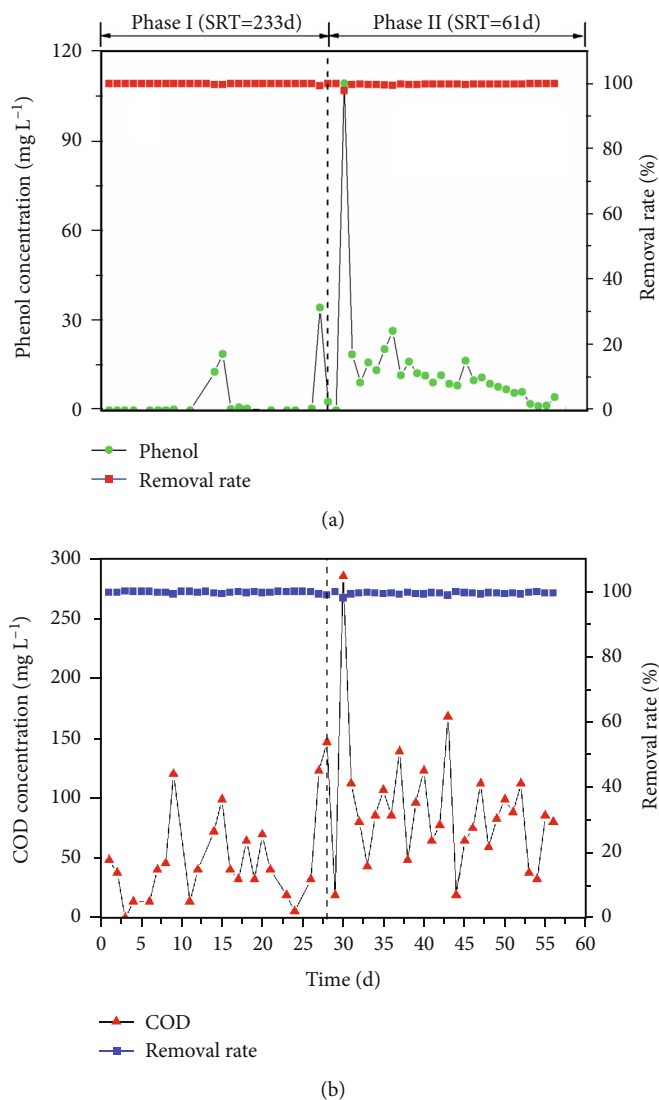 Phase I (SRT=233d) Phase II (SRT=61d)
120
90
60
30
0
Phenol concentration (mg L⁻¹)
100
80
60
40
20
0
Removal rate (%)
Phenol
Removal rate
(a)
300
270
250
200
150
100
50
0
COD concentration (mg L⁻¹)
100
80
60
40
20
0
Removal rate (%)
0 5 10 15 20 25 30 35 40 45 50 55 60
Time (d)
COD
Removal rate
(b)